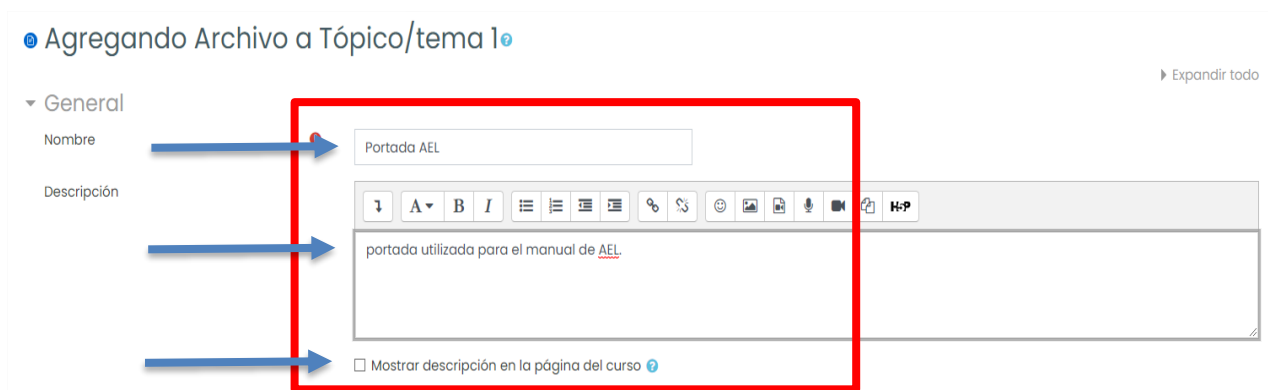 Agregando Archivo a Tópico/tema 1
Expandir todo
General
Nombre
Portada AEL
Descripción
A B I H-P
portada utilizada para el manual de AEL.
Mostrar descripción en la página del curso